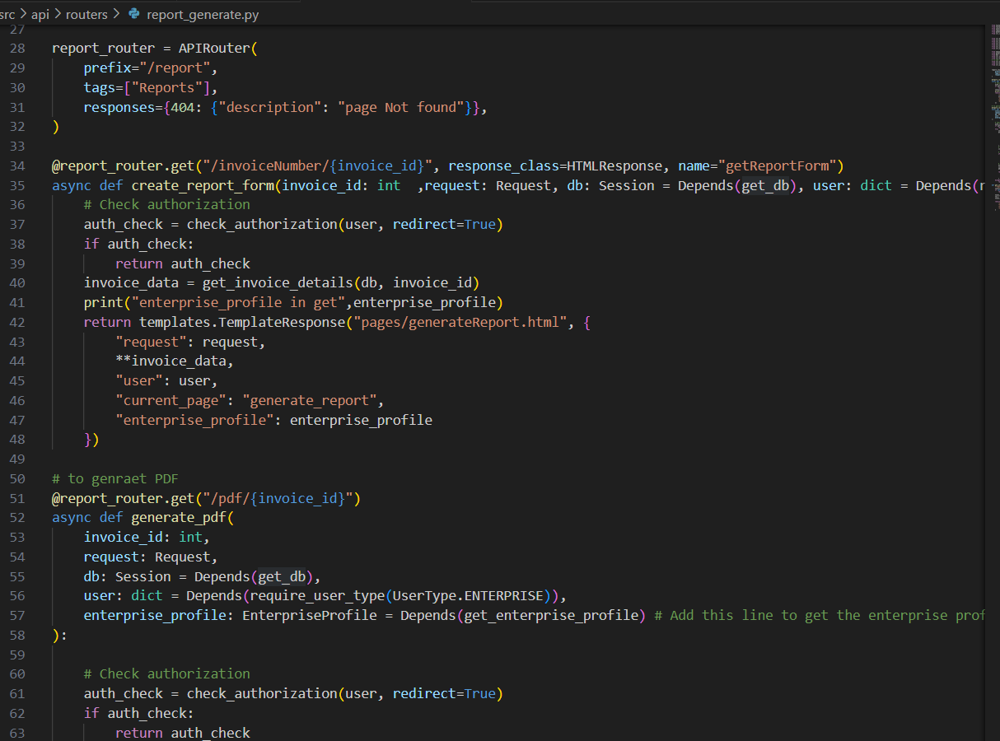 src > api > routers > report_generate.py
27
28 report_router = APIRouter(
29     prefix="/report",
30     tags=["Reports"],
31     responses={404: {"description": "page Not found"}},
32 )
33
34 @report_router.get("/invoiceNumber/{invoice_id}", response_class=HTMLResponse, name="getReportForm")
35 async def create_report_form(invoice_id: int  ,request: Request, db: Session = Depends(get_db), user: dict = Depends(r
36     # Check authorization
37     auth_check = check_authorization(user, redirect=True)
38     if auth_check:
39         return auth_check
40     invoice_data = get_invoice_details(db, invoice_id)
41     print("enterprise_profile in get",enterprise_profile)
42     return templates.TemplateResponse("pages/generateReport.html", {
43         "request": request,
44         **invoice_data,
45         "user": user,
46         "current_page": "generate_report",
47         "enterprise_profile": enterprise_profile
48     })
49
50 # to genraet PDF
51 @report_router.get("/pdf/{invoice_id}")
52 async def generate_pdf(
53     invoice_id: int,
54     request: Request,
55     db: Session = Depends(get_db),
56     user: dict = Depends(require_user_type(UserType.ENTERPRISE)),
57     enterprise_profile: EnterpriseProfile = Depends(get_enterprise_profile) # Add this line to get the enterprise prof
58 ):
59
60     # Check authorization
61     auth_check = check_authorization(user, redirect=True)
62     if auth_check:
63         return auth_check